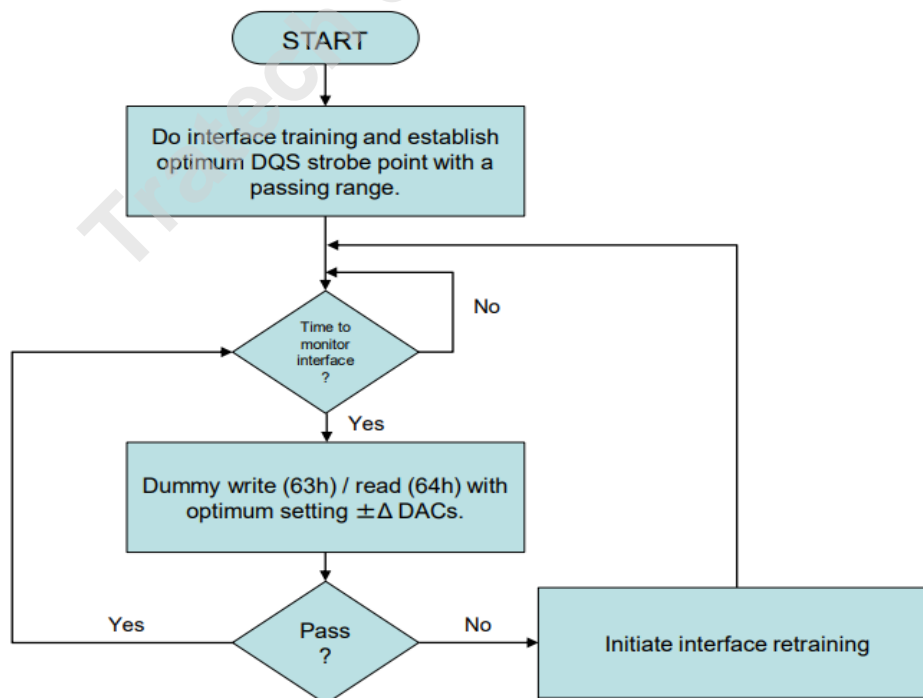 START
Do interface training and establish
optimum DQS strobe point with a
passing range.
No
Time to
monitor
interface
?
Yes
Dummy write (63h) / read (64h) with
optimum setting ±Δ DACs.
Yes
Pass
?
No
Initiate interface retraining
Tratech